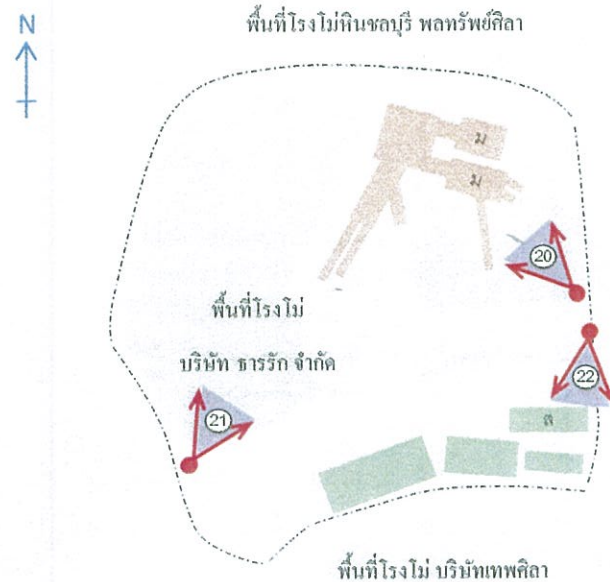 พื้นที่โรงโม่หินชลบุรี พลทรัพย์ศิลา
N
ม
ม
20
พื้นที่โรงโม่
บริษัท ธารรัก จำกัด
22
21
ส
พื้นที่โรงโม่ บริษัทเทพศิลา